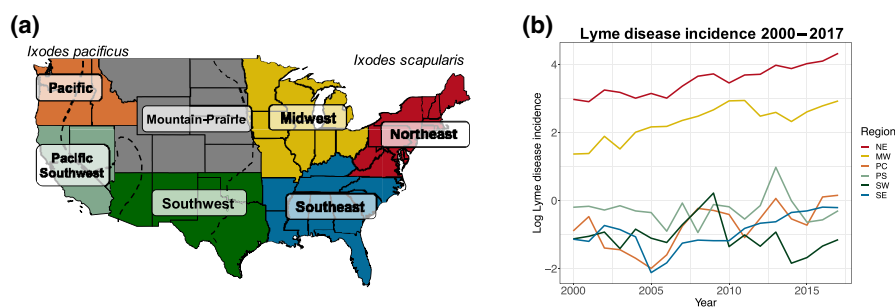 (a)
Ixodes pacificus
Ixodes scapularis
Pacific
Mountain-Prairie
Midwest
Northeast
Pacific
Southwest
Southwest
Southeast
(b)
Lyme disease incidence 2000–2017
Log Lyme disease incidence
4
2
0
−2
2000
2005
2010
2015
Year
Region
NE
MW
PC
PS
SW
SE